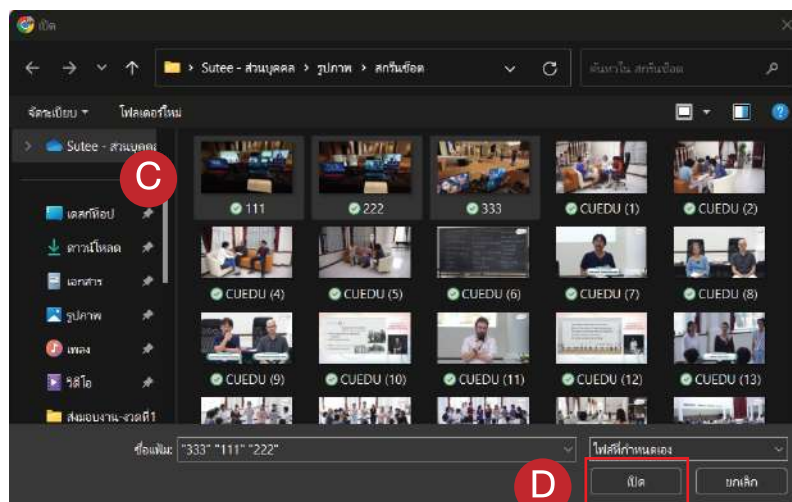 เปิด
Sutee - ส่วนบุคคล > รูปภาพ > สกรีนช็อต
ค้นหาใน สกรีนช็อต
จัดระเบียบ
โฟลเดอร์ใหม่
Sutee - ส่วนบุคคล
C
เดสก์ท็อป
ดาวน์โหลด
เอกสาร
รูปภาพ
เพลง
วิดีโอ
ส่งมอบงาน-งวดที่1
111
222
333
CUEDU (1)
CUEDU (2)
CUEDU (4)
CUEDU (5)
CUEDU (6)
CUEDU (7)
CUEDU (8)
CUEDU (9)
CUEDU (10)
CUEDU (11)
CUEDU (12)
CUEDU (13)
ชื่อแฟ้ม: "333" "111" "222"
ไฟล์ที่กำหนดเอง
D
เปิด
ยกเลิก